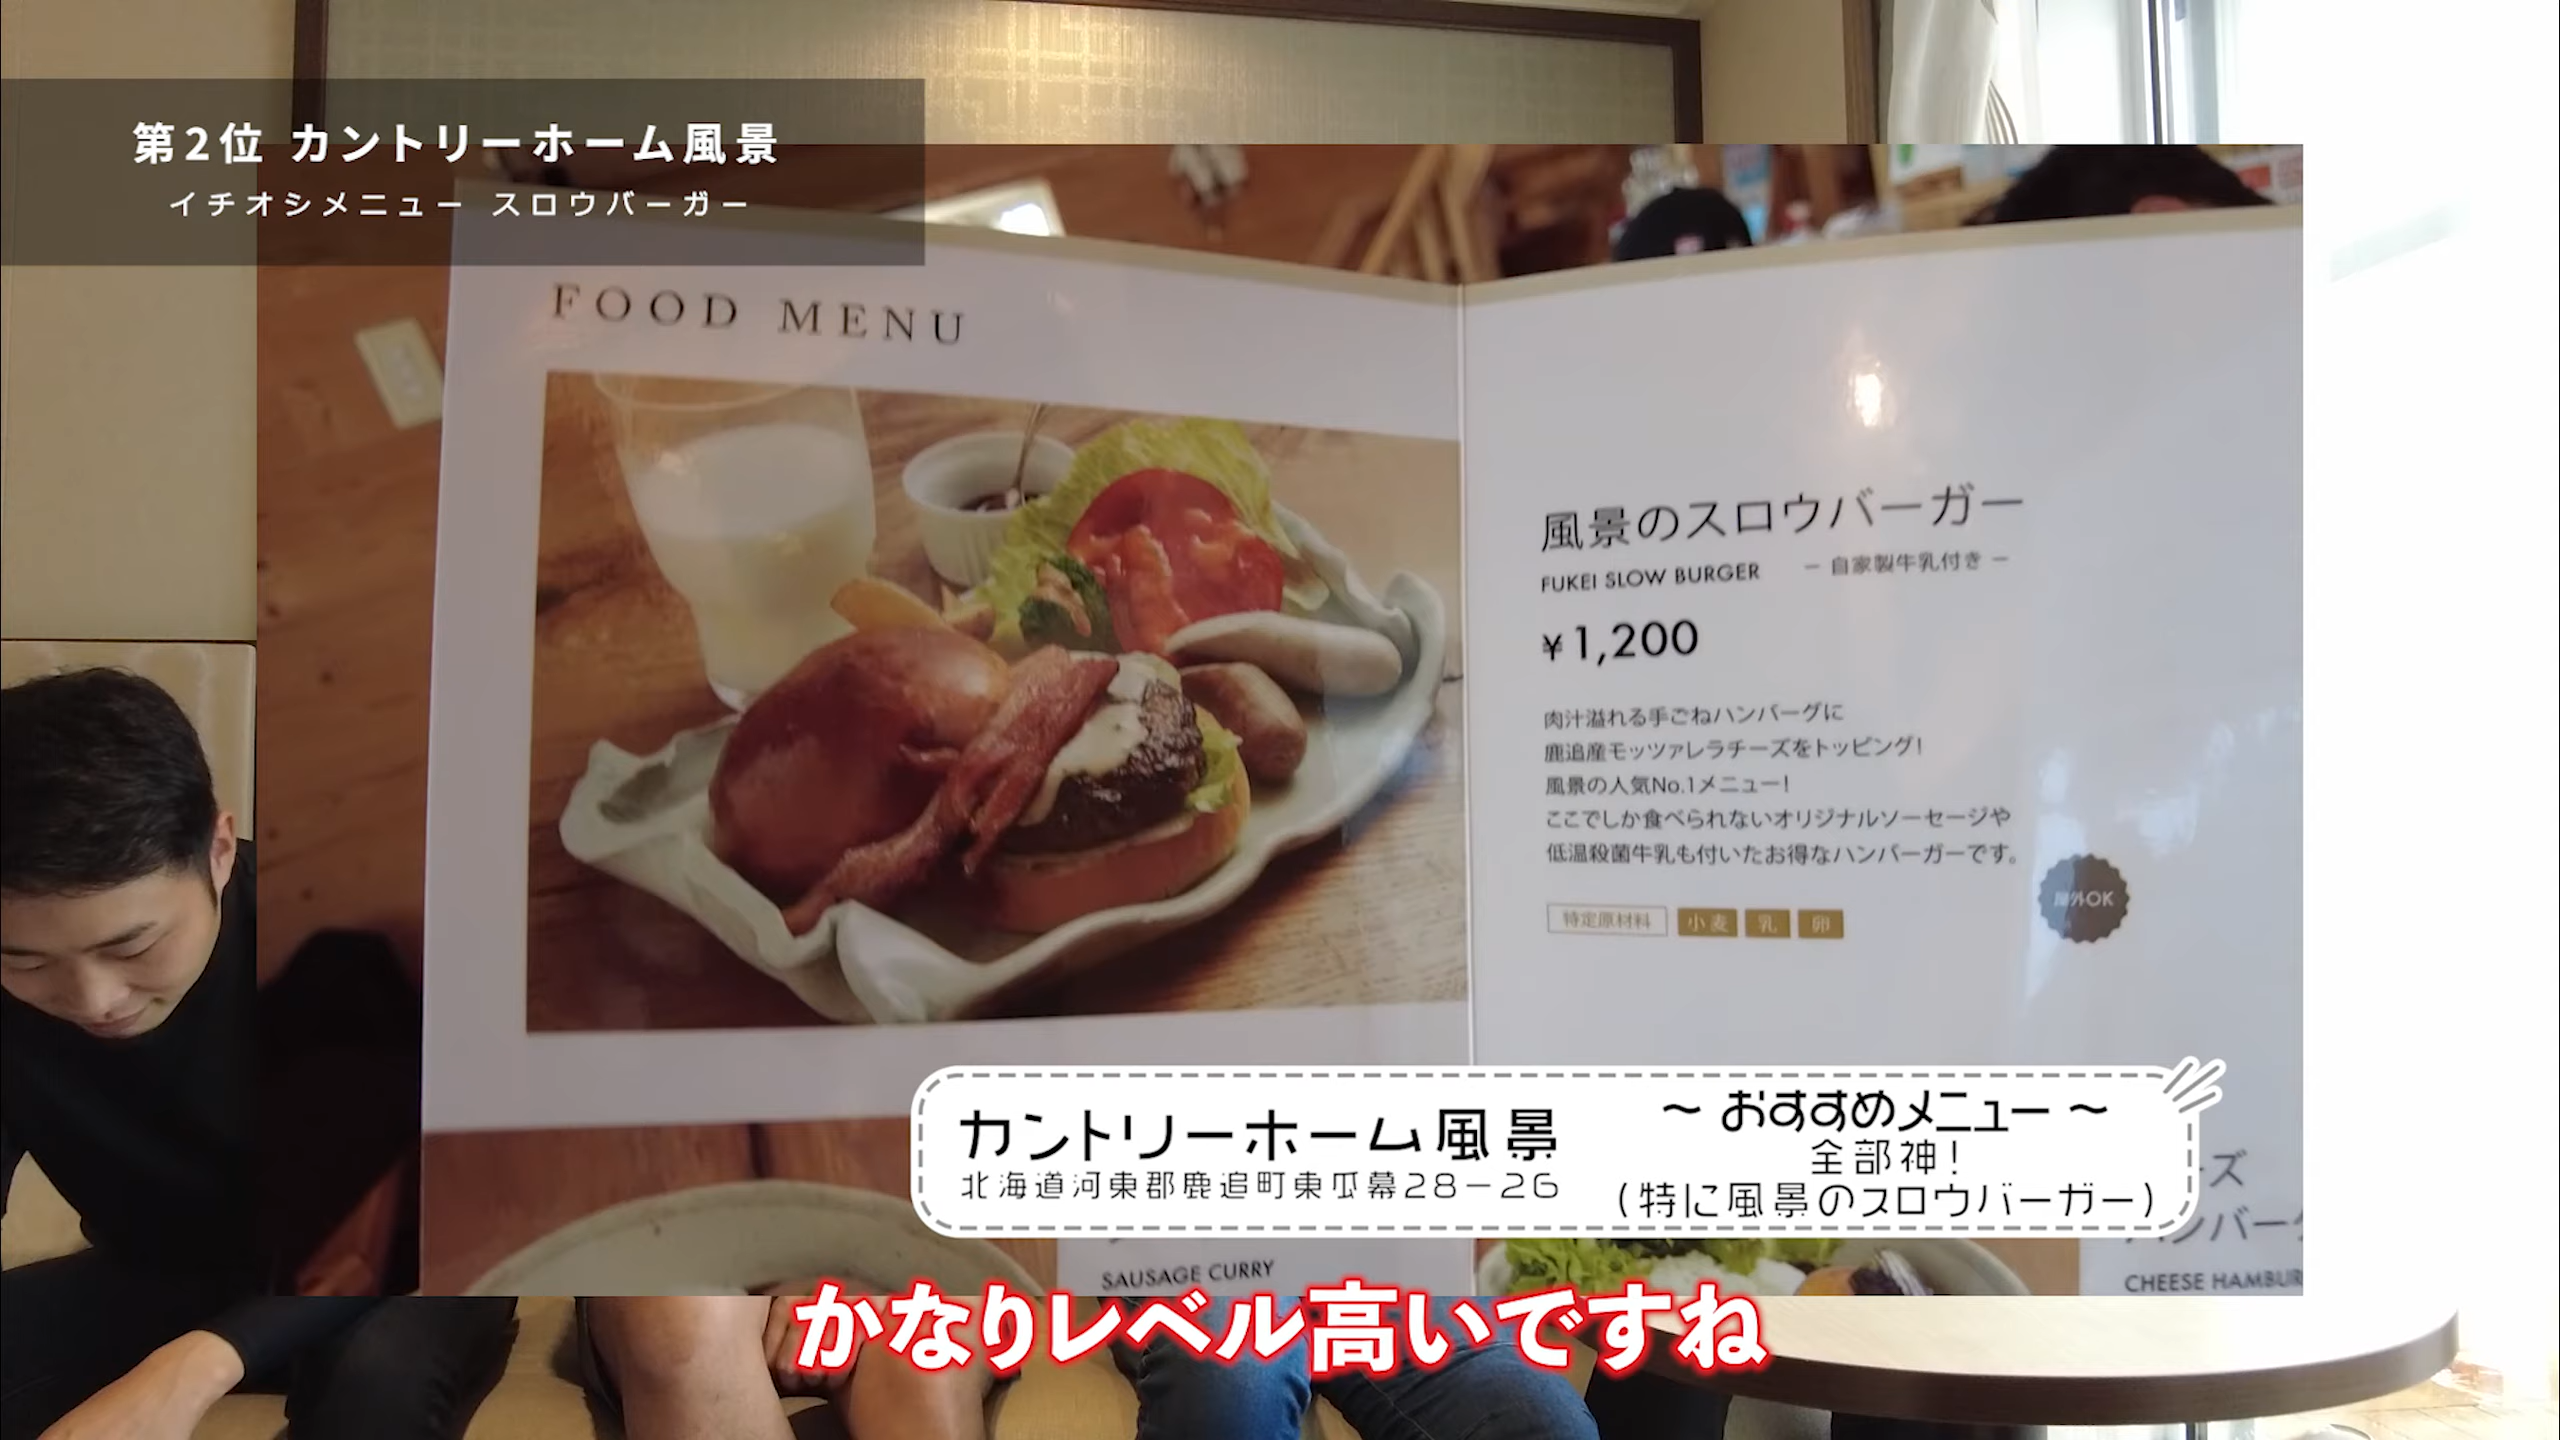 第2位 カントリーホーム風景
イチオシメニュー スロウバーガー
FOOD MENU
風景のスロウバーガー
FUKEI SLOW BURGER － 自家製牛乳付き －
¥1,200
肉汁溢れる手ごねハンバーグに
鹿追産モッツァレラチーズをトッピング！
風景の人気No.1メニュー！
ここでしか食べられないオリジナルソーセージや
低温殺菌牛乳も付いたお得なハンバーガーです。
特定原材料 小麦 乳 卵
屋外OK
カントリーホーム風景
北海道河東郡鹿追町東瓜幕28－26
～ おすすめメニュー ～
全部神！
（特に風景のスロウバーガー）
SAUSAGE CURRY
CHEESE HAMBUR
かなりレベル高いですね